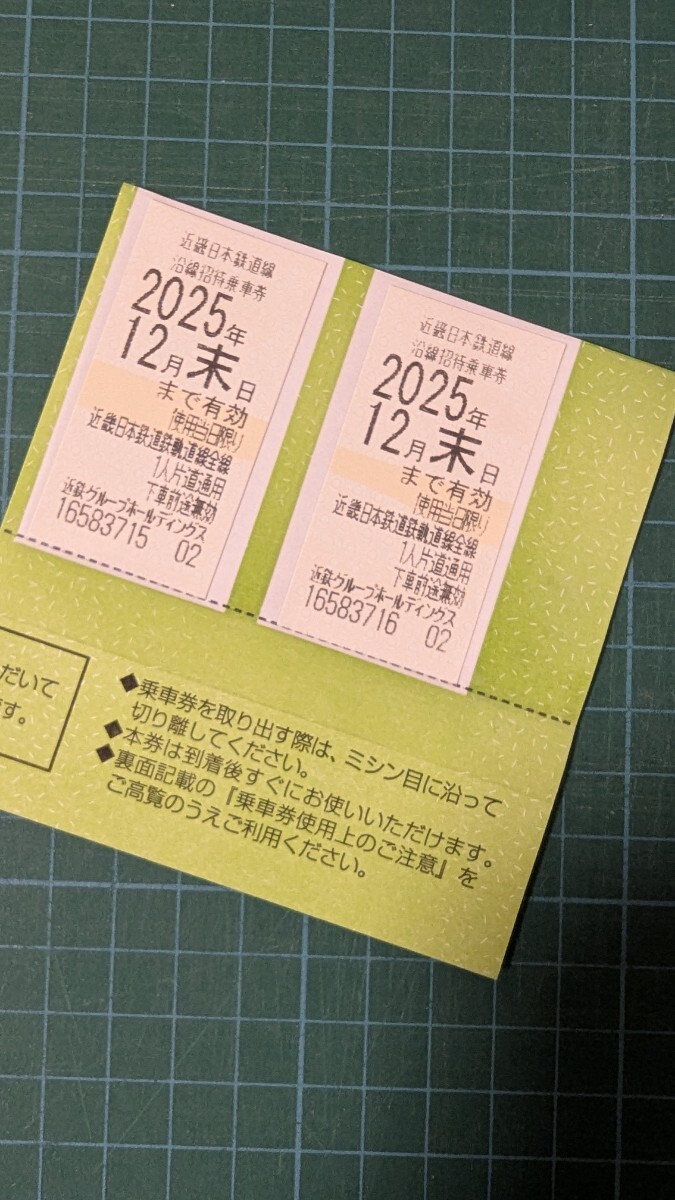 近畿日本鉄道線
沿線招待乗車券
2025年
12月末日
まで有効
使用当日限り
近畿日本鉄道鉄軌道線全線
1人片道通用
下車前途無効
近鉄グループホールディングス
16583715 02
近畿日本鉄道線
沿線招待乗車券
2025年
12月末日
まで有効
使用当日限り
近畿日本鉄道鉄軌道線全線
1人片道通用
下車前途無効
近鉄グループホールディングス
16583716 02
だいて
す。
◆乗車券を取り出す際は、ミシン目に沿って
切り離してください。
◆本券は到着後すぐにお使いいただけます。
◆裏面記載の『乗車券使用上のご注意』を
ご高覧のうえご利用ください。